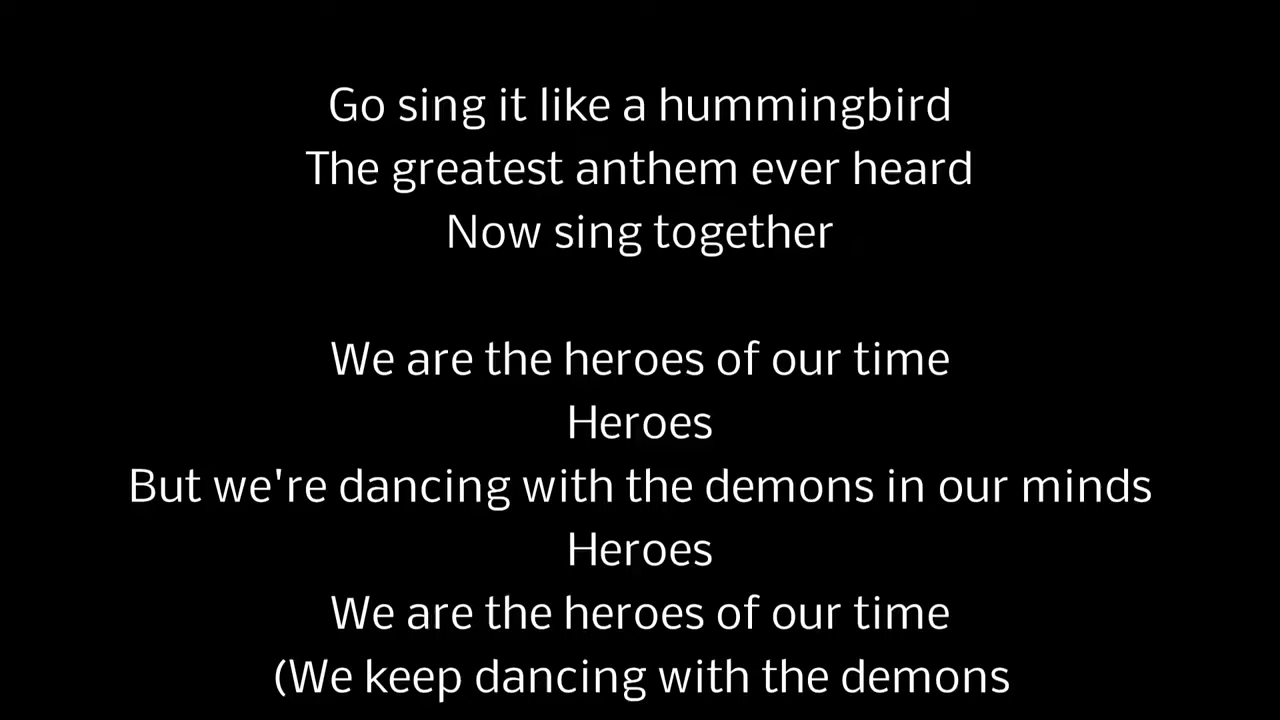 Go sing it like a hummingbird
The greatest anthem ever heard
Now sing together
We are the heroes of our time
Heroes
But we're dancing with the demons in our minds
Heroes
We are the heroes of our time
(We keep dancing with the demons